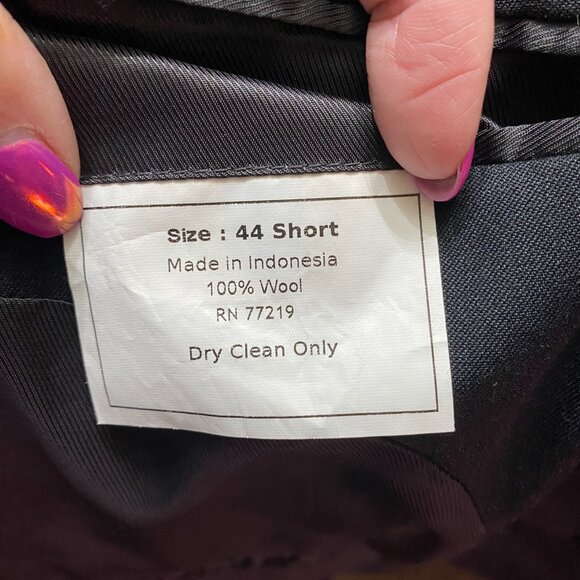 Size : 44 Short
Made in Indonesia
100% Wool
RN 77219
Dry Clean Only